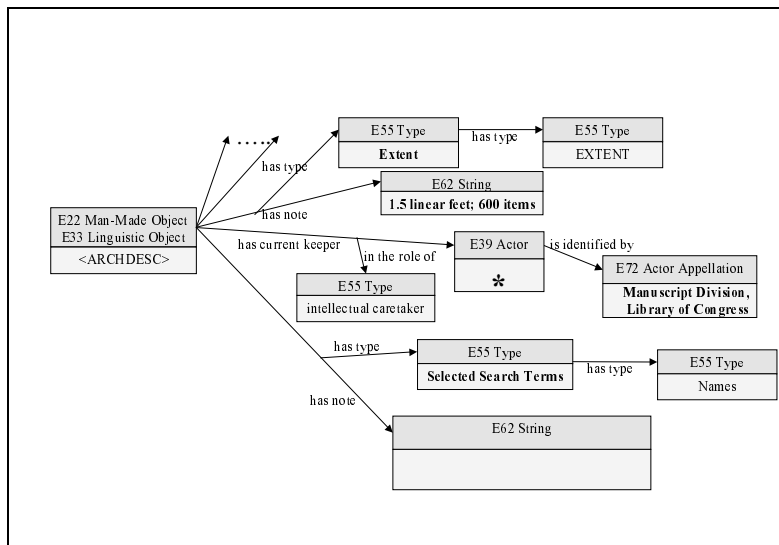 .....
E55 Type
Extent
has type
E55 Type
EXTENT
has type
E62 String
1.5 linear feet; 600 items
has note
E22 Man-Made Object
E33 Linguistic Object
<ARCHDESC>
has current keeper
in the role of
E39 Actor
*
is identified by
E72 Actor Appellation
Manuscript Division,
Library of Congress
E55 Type
intellectual caretaker
has type
E55 Type
Selected Search Terms
has type
E55 Type
Names
has note
E62 String